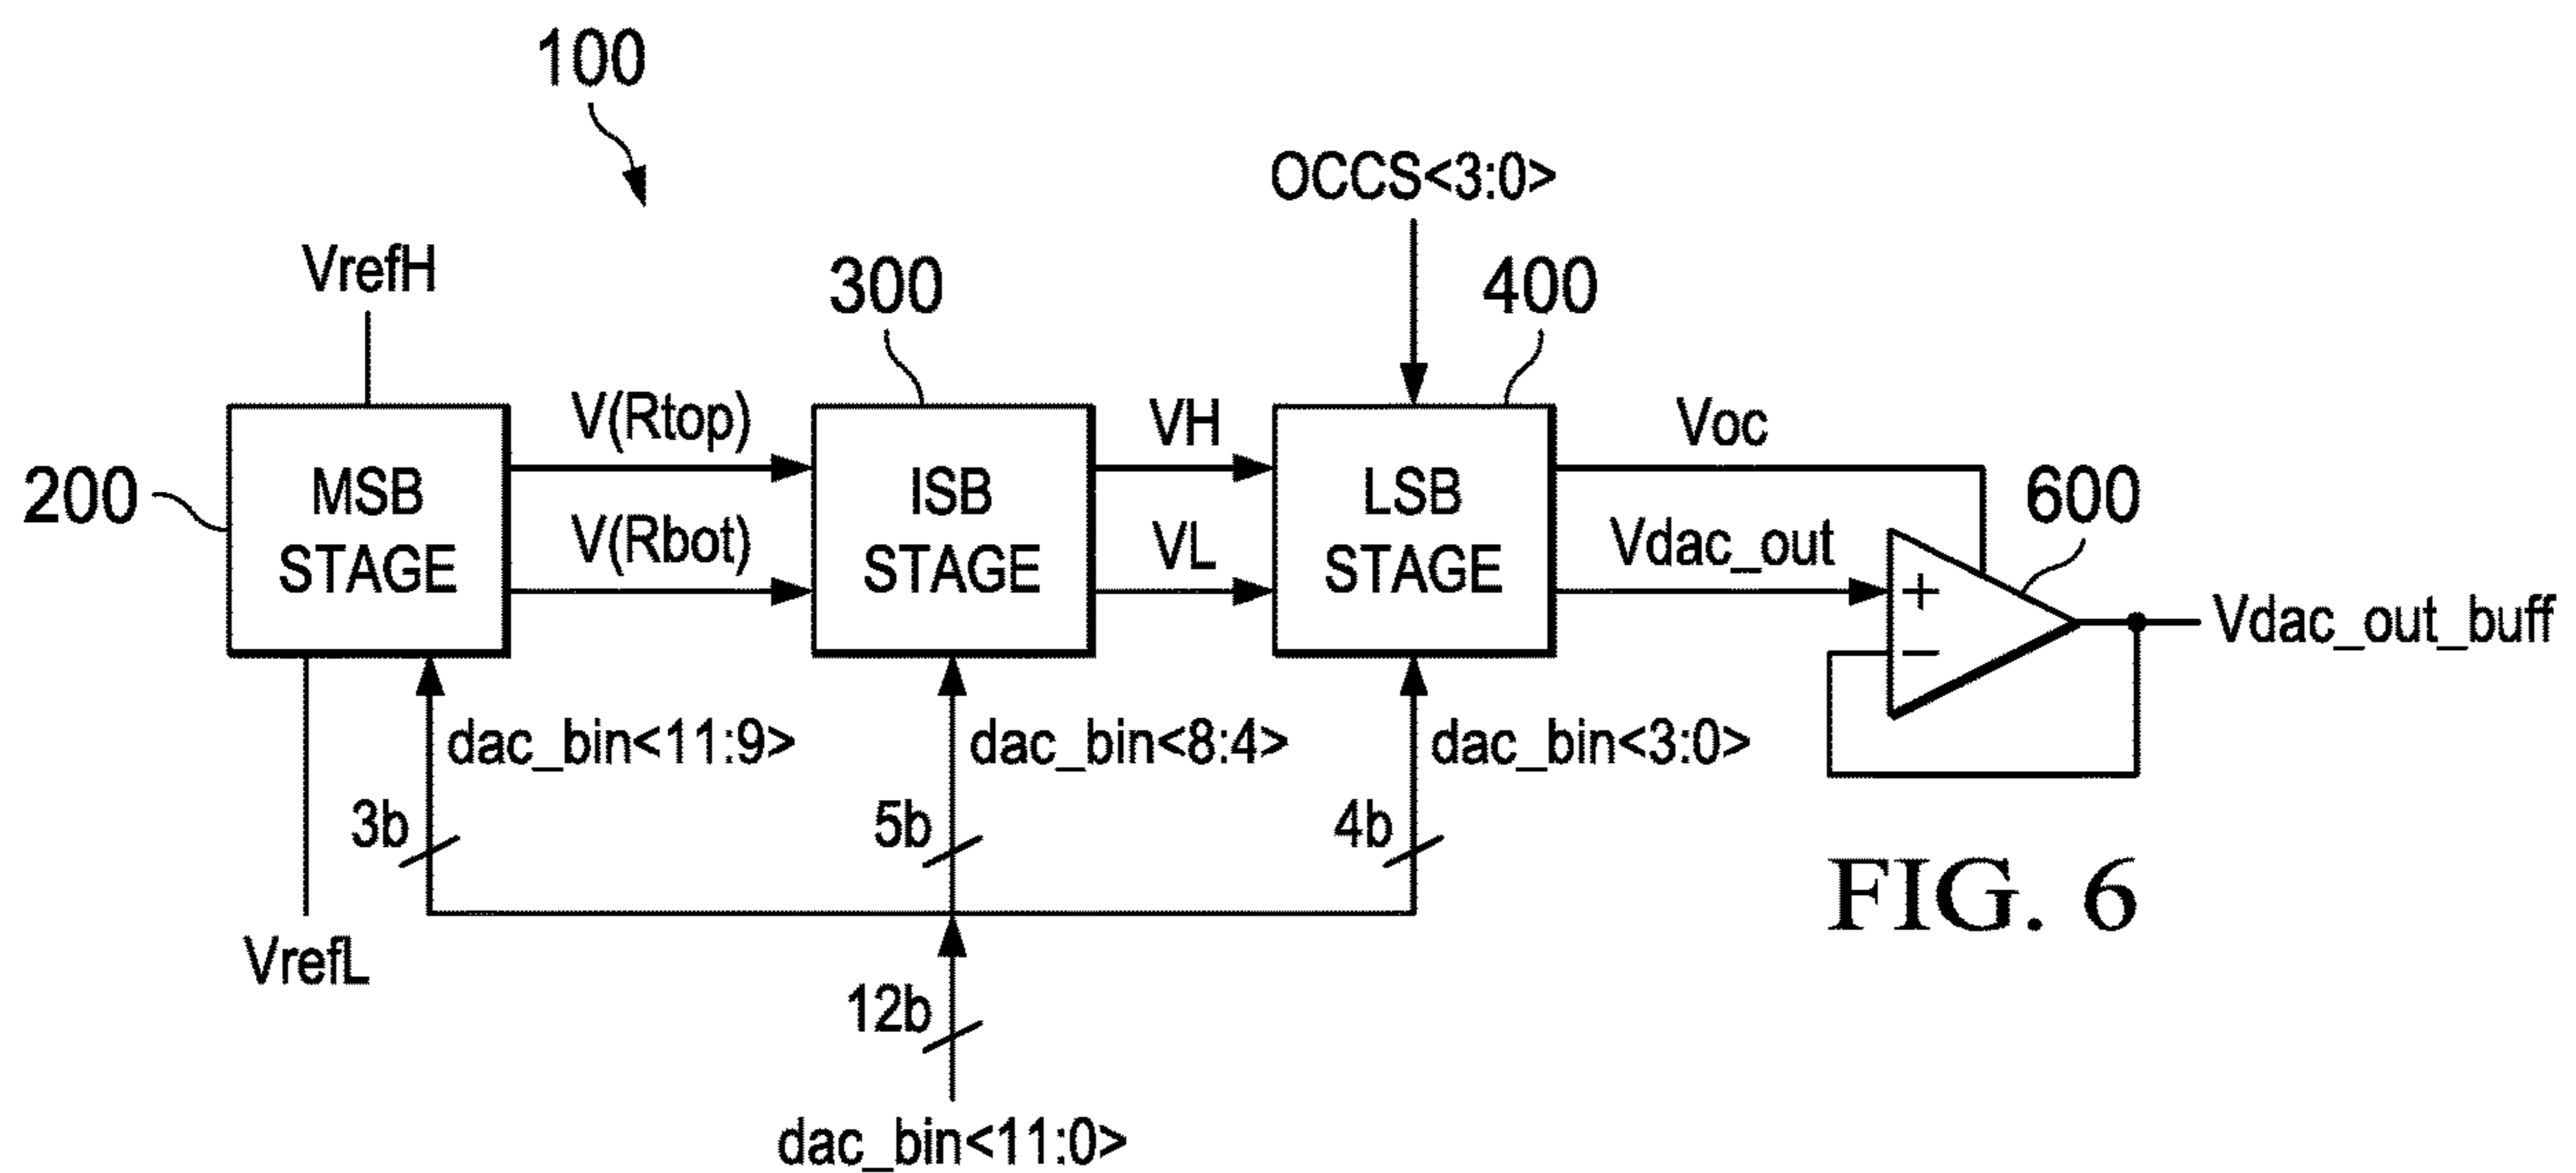 100
OCCS<3:0>
VrefH
300
400
V(Rtop)
VH
Voc
200
MSB
STAGE
ISB
STAGE
LSB
STAGE
600
V(Rbot)
VL
Vdac_out
+
−
Vdac_out_buff
dac_bin<11:9>
dac_bin<8:4>
dac_bin<3:0>
3b
5b
4b
FIG. 6
VrefL
12b
dac_bin<11:0>